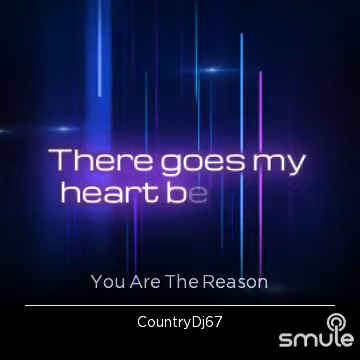 There goes my
heart be
You Are The Reason
CountryDj67
smule